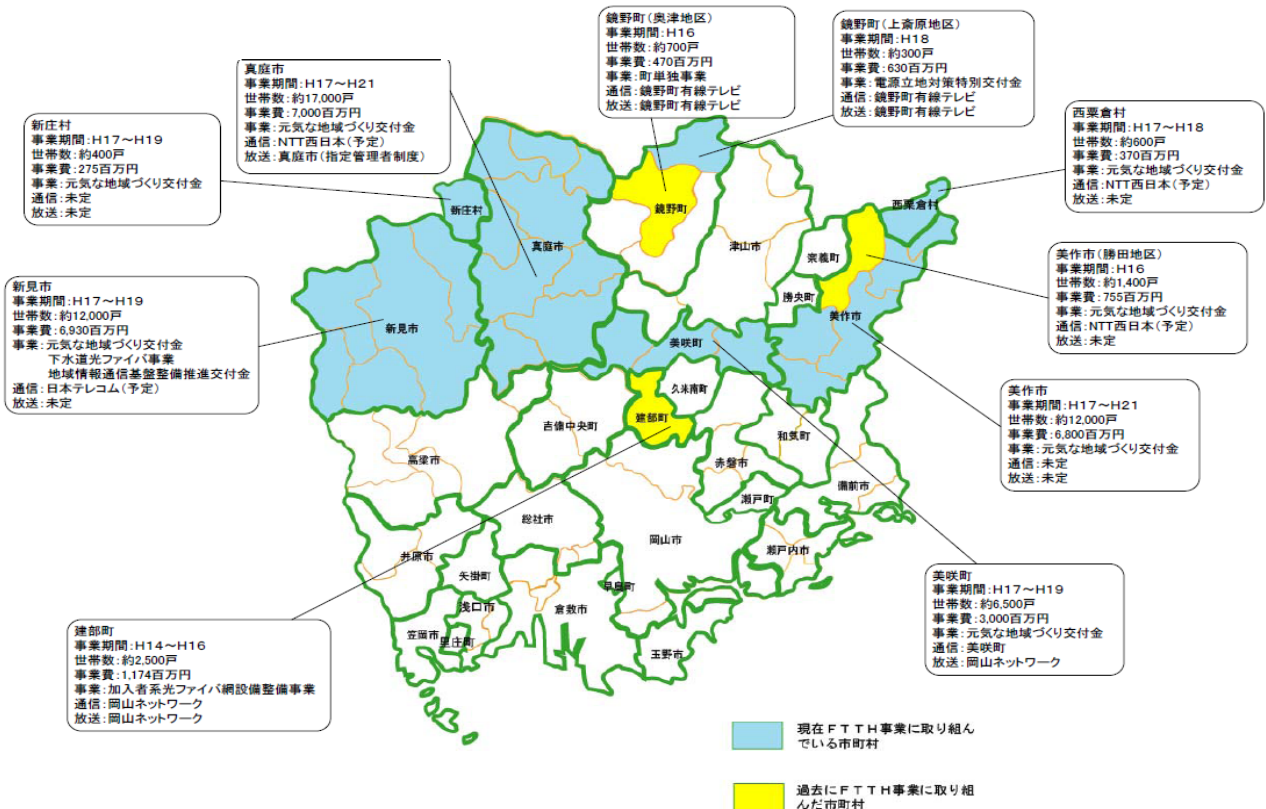 鏡野町(奥津地区)
事業期間:H16
世帯数:約700戸
事業費:470百万円
事業:町単独事業
通信:鏡野町有線テレビ
放送:鏡野町有線テレビ
鏡野町(上斎原地区)
事業期間:H18
世帯数:約300戸
事業費:630百万円
事業:電源立地対策特別交付金
通信:鏡野町有線テレビ
放送:鏡野町有線テレビ
真庭市
事業期間:H17～H21
世帯数:約17,000戸
事業費:7,000百万円
事業:元気な地域づくり交付金
通信:NTT西日本(予定)
放送:真庭市(指定管理者制度)
新庄村
事業期間:H17～H19
世帯数:約400戸
事業費:275百万円
事業:元気な地域づくり交付金
通信:未定
放送:未定
西粟倉村
事業期間:H17～H18
世帯数:約600戸
事業費:370百万円
事業:元気な地域づくり交付金
通信:NTT西日本(予定)
放送:未定
美作市(勝田地区)
事業期間:H16
世帯数:約1,400戸
事業費:755百万円
事業:元気な地域づくり交付金
通信:NTT西日本(予定)
放送:未定
新見市
事業期間:H17～H19
世帯数:約12,000戸
事業費:6,930百万円
事業:元気な地域づくり交付金
下水道光ファイバ事業
地域情報通信基盤整備推進交付金
通信:日本テレコム(予定)
放送:未定
美作市
事業期間:H17～H21
世帯数:約12,000戸
事業費:6,800百万円
事業:元気な地域づくり交付金
通信:未定
放送:未定
美咲町
事業期間:H17～H19
世帯数:約6,500戸
事業費:3,000百万円
事業:元気な地域づくり交付金
通信:美咲町
放送:岡山ネットワーク
建部町
事業期間:H14～H16
世帯数:約2,500戸
事業費:1,174百万円
事業:加入者系光ファイバ網設備整備事業
通信:岡山ネットワーク
放送:岡山ネットワーク
新庄村
真庭市
鏡野町
津山市
西粟倉村
奈義町
勝央町
美作市
新見市
美咲町
久米南町
建部町
吉備中央町
和気町
赤磐市
高梁市
備前市
瀬戸町
総社市
岡山市
瀬戸内市
井原市
矢掛町
早島町
浅口市
倉敷市
笠岡市
里庄町
玉野市
現在ＦＴＴＨ事業に取り組ん
でいる市町村
過去にＦＴＴＨ事業に取り組
んだ市町村